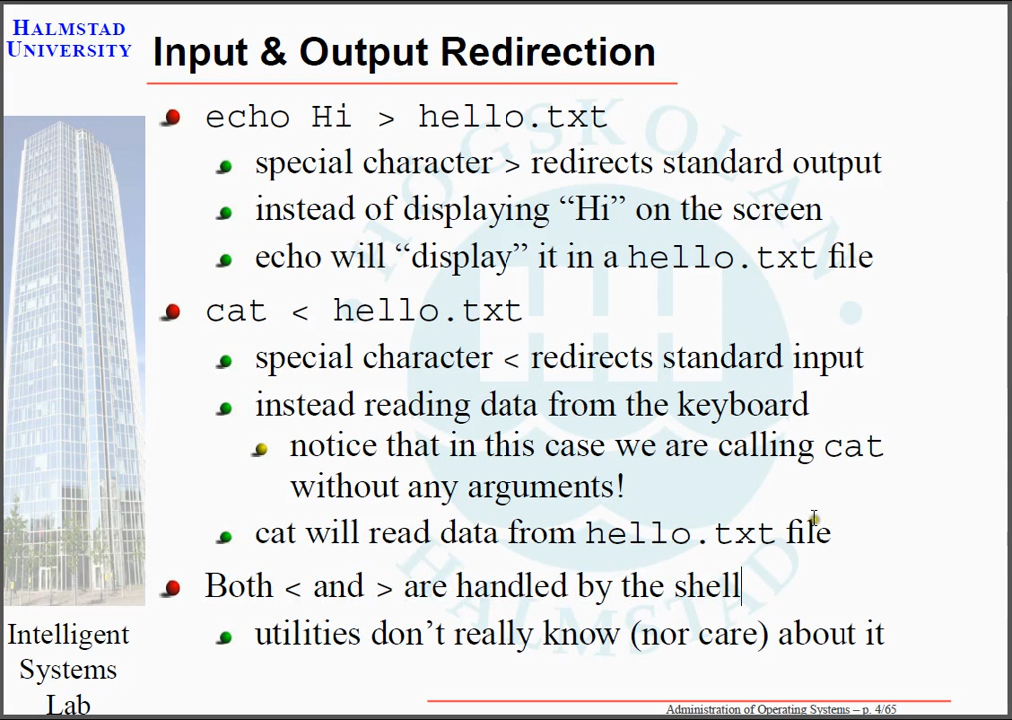 HALMSTAD
UNIVERSITY
Input & Output Redirection
echo Hi > hello.txt
special character > redirects standard output
instead of displaying “Hi” on the screen
echo will “display” it in a hello.txt file
cat < hello.txt
special character < redirects standard input
instead reading data from the keyboard
notice that in this case we are calling cat
without any arguments!
cat will read data from hello.txt file
Both < and > are handled by the shell
utilities don’t really know (nor care) about it
Intelligent
Systems
Lab
Administration of Operating Systems – p. 4/65
HÖGSKOLAN
HALMSTAD